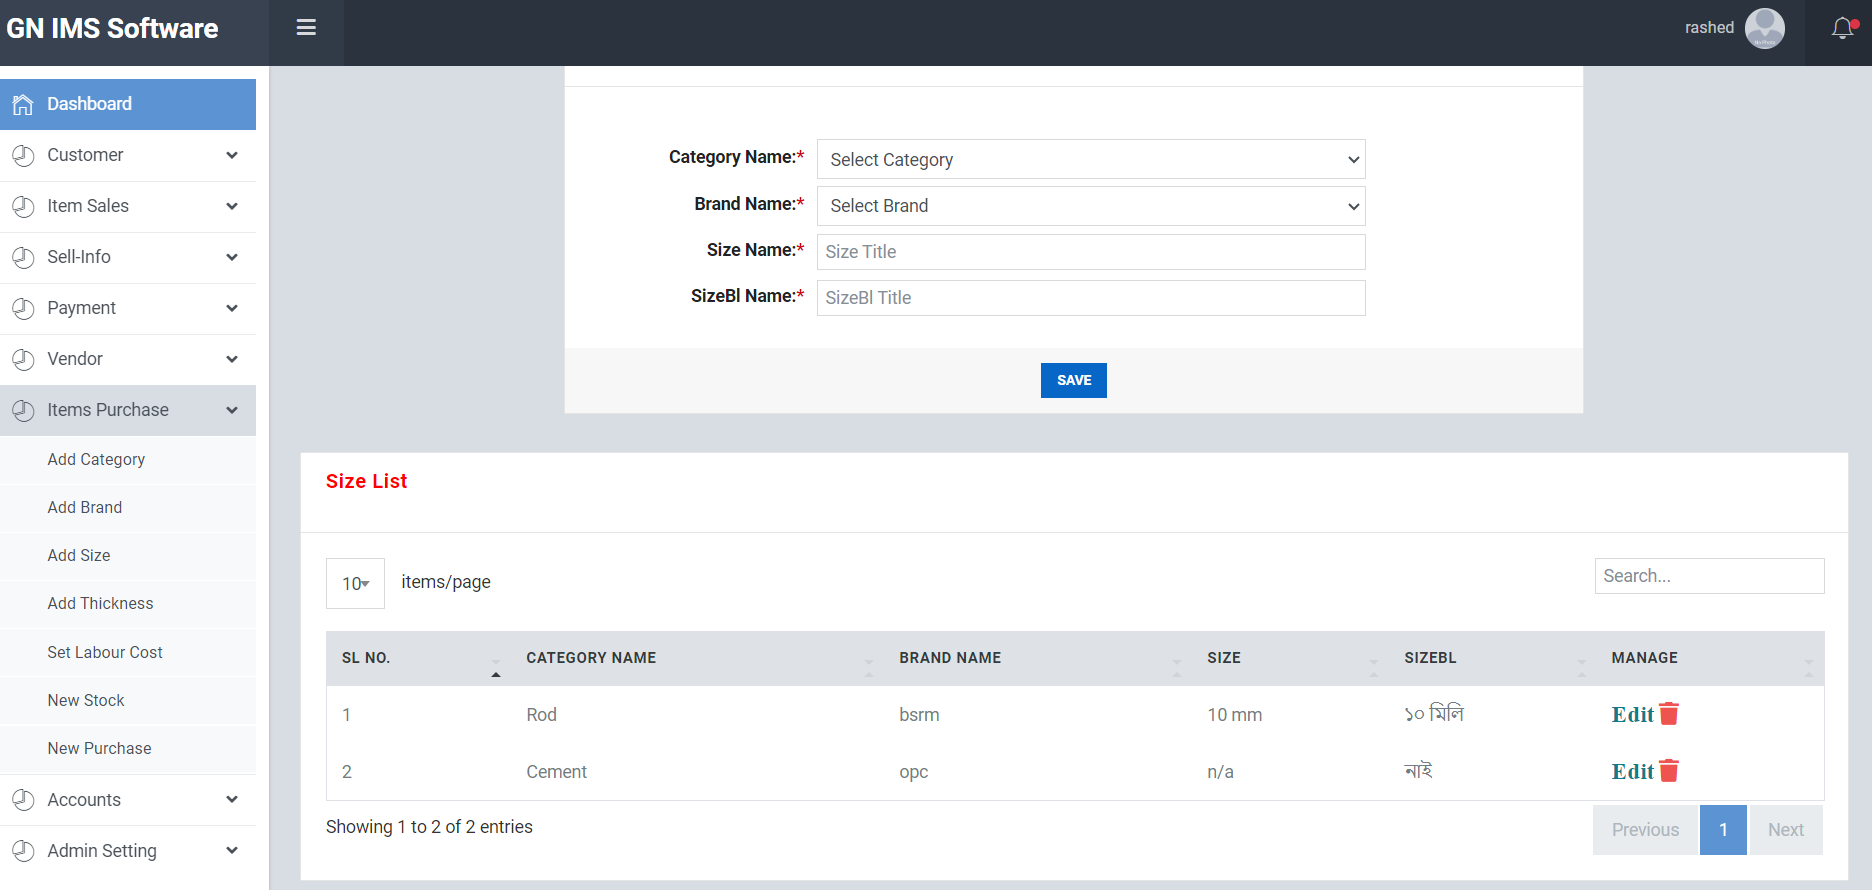 GN IMS Software
rashed
Dashboard
Customer
Item Sales
Sell-Info
Payment
Vendor
Items Purchase
Add Category
Add Brand
Add Size
Add Thickness
Set Labour Cost
New Stock
New Purchase
Accounts
Admin Setting
Category Name:* Select Category
Brand Name:* Select Brand
Size Name:* Size Title
SizeBl Name:* SizeBl Title
SAVE
Size List
10 items/page
Search...
SL NO. CATEGORY NAME BRAND NAME SIZE SIZEBL MANAGE
1 Rod bsrm 10 mm ১০ মিলি Edit
2 Cement opc n/a নাই Edit
Showing 1 to 2 of 2 entries
Previous 1 Next